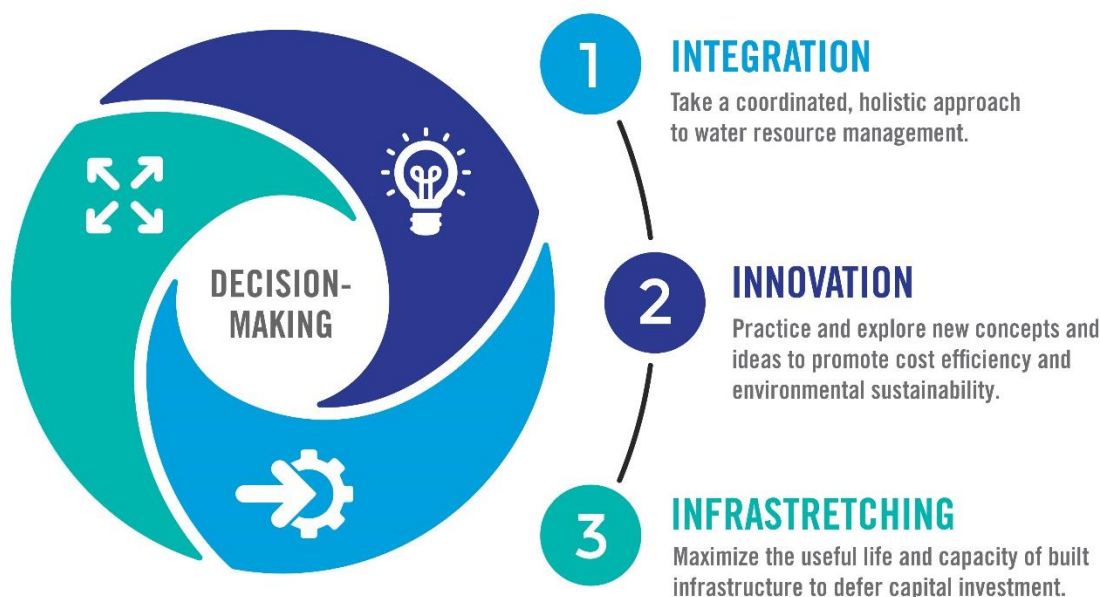 DECISION-
MAKING
1
INTEGRATION
Take a coordinated, holistic approach
to water resource management.
2
INNOVATION
Practice and explore new concepts and
ideas to promote cost efficiency and
environmental sustainability.
3
INFRASTRETCHING
Maximize the useful life and capacity of built
infrastructure to defer capital investment.